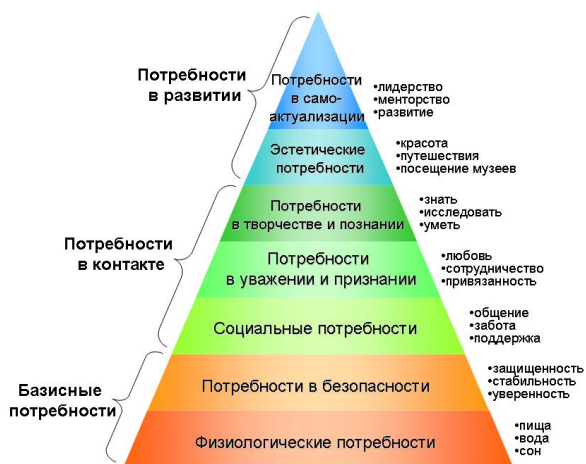 Потребности
в развитии
Потребности
в само-
актуализации
•лидерство
•менторство
•развитие
Эстетические
потребности
•красота
•путешествия
•посещение музеев
Потребности
в контакте
Потребности
в творчестве и познании
•знать
•исследовать
•уметь
Потребности
в уважении и признании
•любовь
•сотрудничество
•привязанность
Социальные потребности
•общение
•забота
•поддержка
Базисные
потребности
Потребности в безопасности
•защищенность
•стабильность
•уверенность
Физиологические потребности
•пища
•вода
•сон